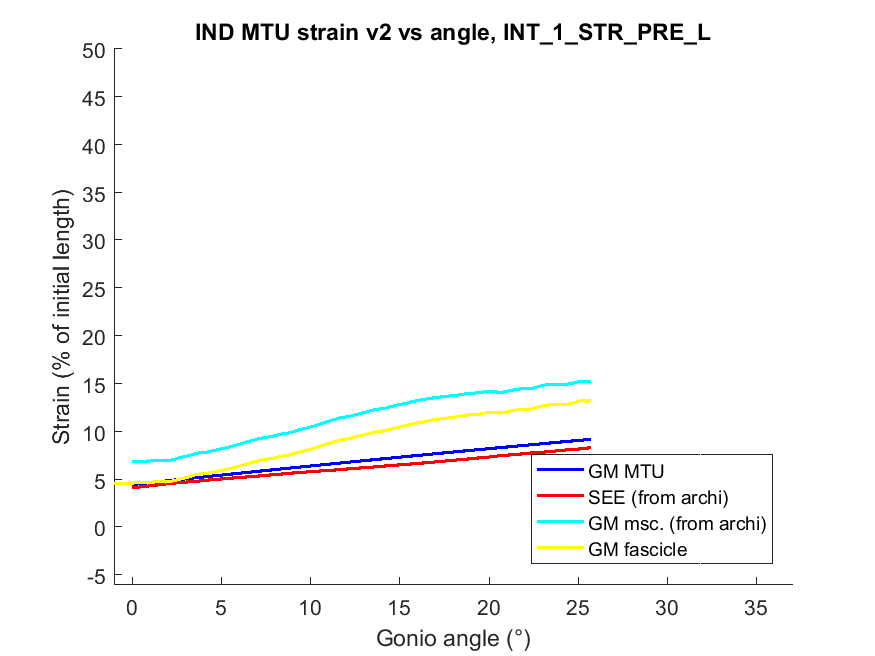 IND MTU strain v2 vs angle, INT_1_STR_PRE_L
50
45
40
35
30
25
20
15
10
5
0
-5
Strain (% of initial length)
GM MTU
SEE (from archi)
GM msc. (from archi)
GM fascicle
0 5 10 15 20 25 30 35
Gonio angle (°)